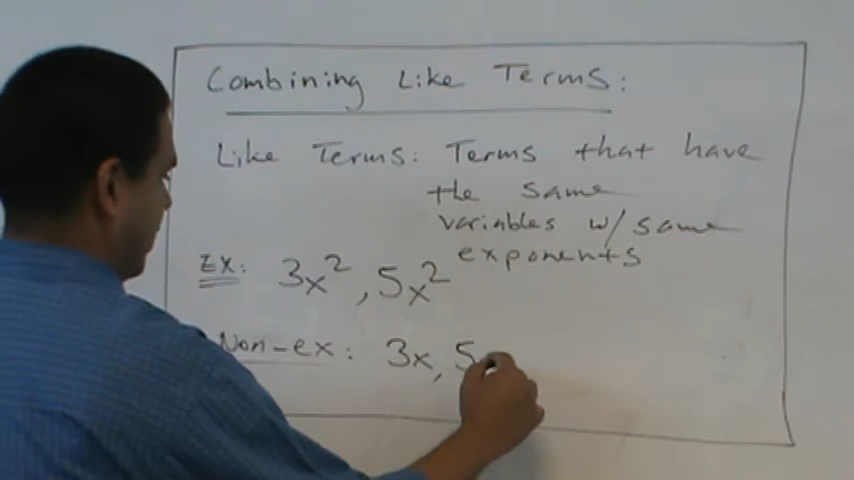 Combining Like Terms:
Like Terms: Terms that have
the same
variables w/ same
exponents
Ex: 3x², 5x²
Non-ex: 3x, 5